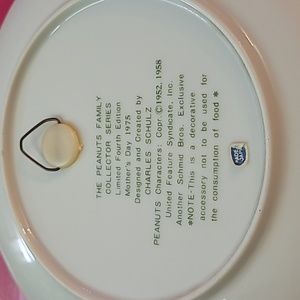 THE PEANUTS FAMILY
COLLECTOR SERIES
Limited Fourth Edition
Mother's Day 1975
Designed and Created by
CHARLES SCHULZ
PEANUTS Characters: Copr. ©1952, 1958
United Feature Syndicate, Inc.
Another Schmid Bros. Exclusive
*NOTE-This is a decorative
accessory not to be used for
the consumption of food *